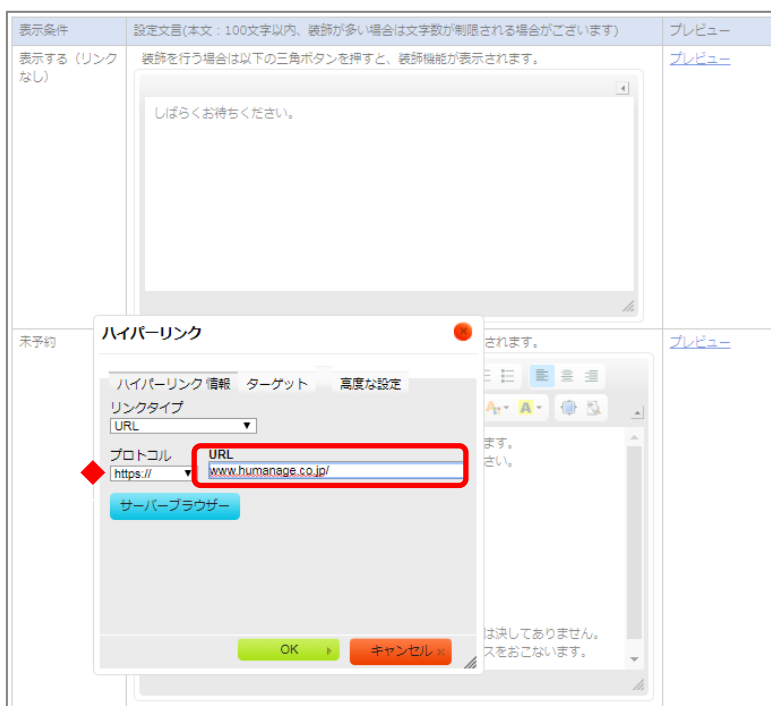 表示条件 設定文言(本文：100文字以内、装飾が多い場合は文字数が制限される場合がございます) プレビュー
表示する（リンク 装飾を行う場合は以下の三角ボタンを押すと、装飾機能が表示されます。 プレビュー
なし）
しばらくお待ちください。
未予約 されます。 プレビュー
ハイパーリンク
ハイパーリンク 情報 ターゲット 高度な設定
リンクタイプ
URL
プロトコル URL
https:// www.humanage.co.jp/
サーバーブラウザー
ます。
さい。
は決してありません。
スをおこないます。
OK キャンセル